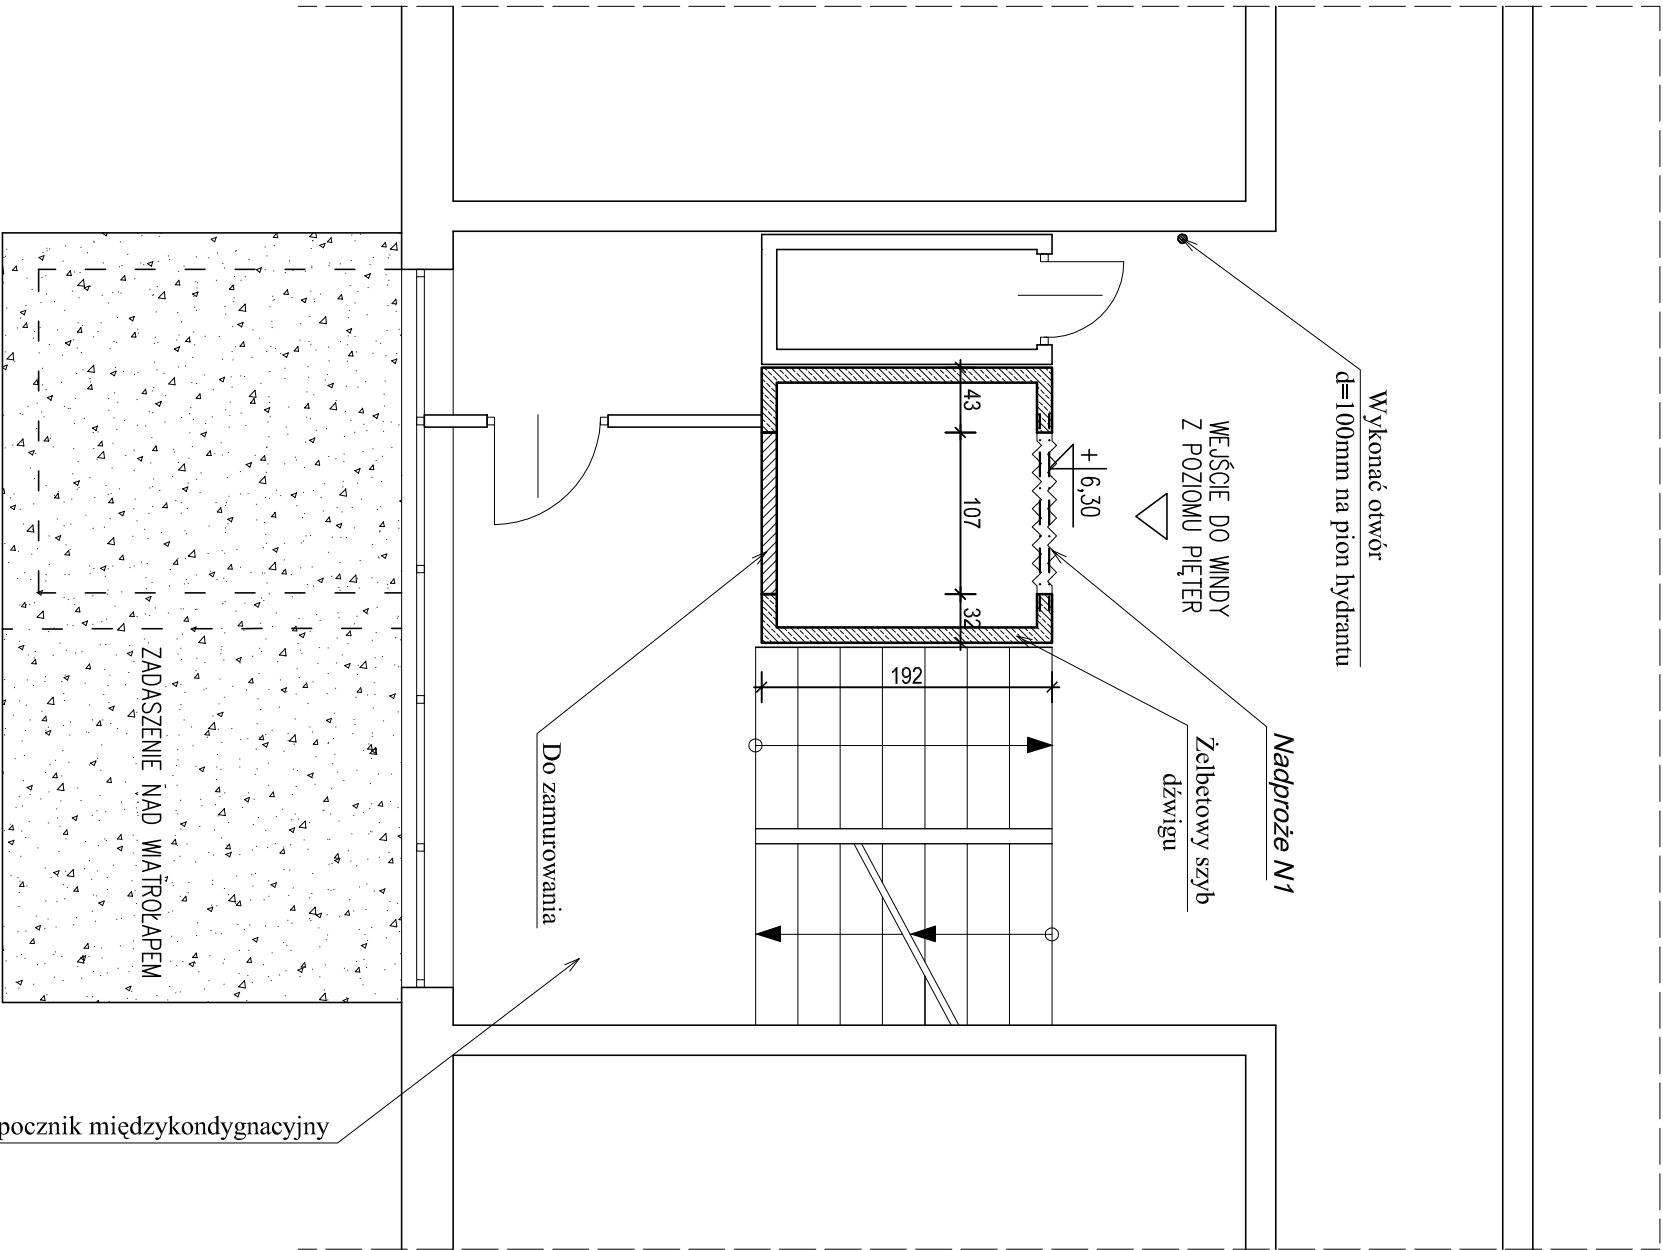 Wykonać otwór
d=100mm na pion hydrantu
WEJŚCIE DO WINDY
Z POZIOMU PIĘTER
+ 6,30
43
107
32
192
Nadproże N1
Żelbetowy szyb
dźwigu
Do zamurowania
ZADASZENIE NAD WIATROŁAPEM
pocznik międzykondygnacyjny